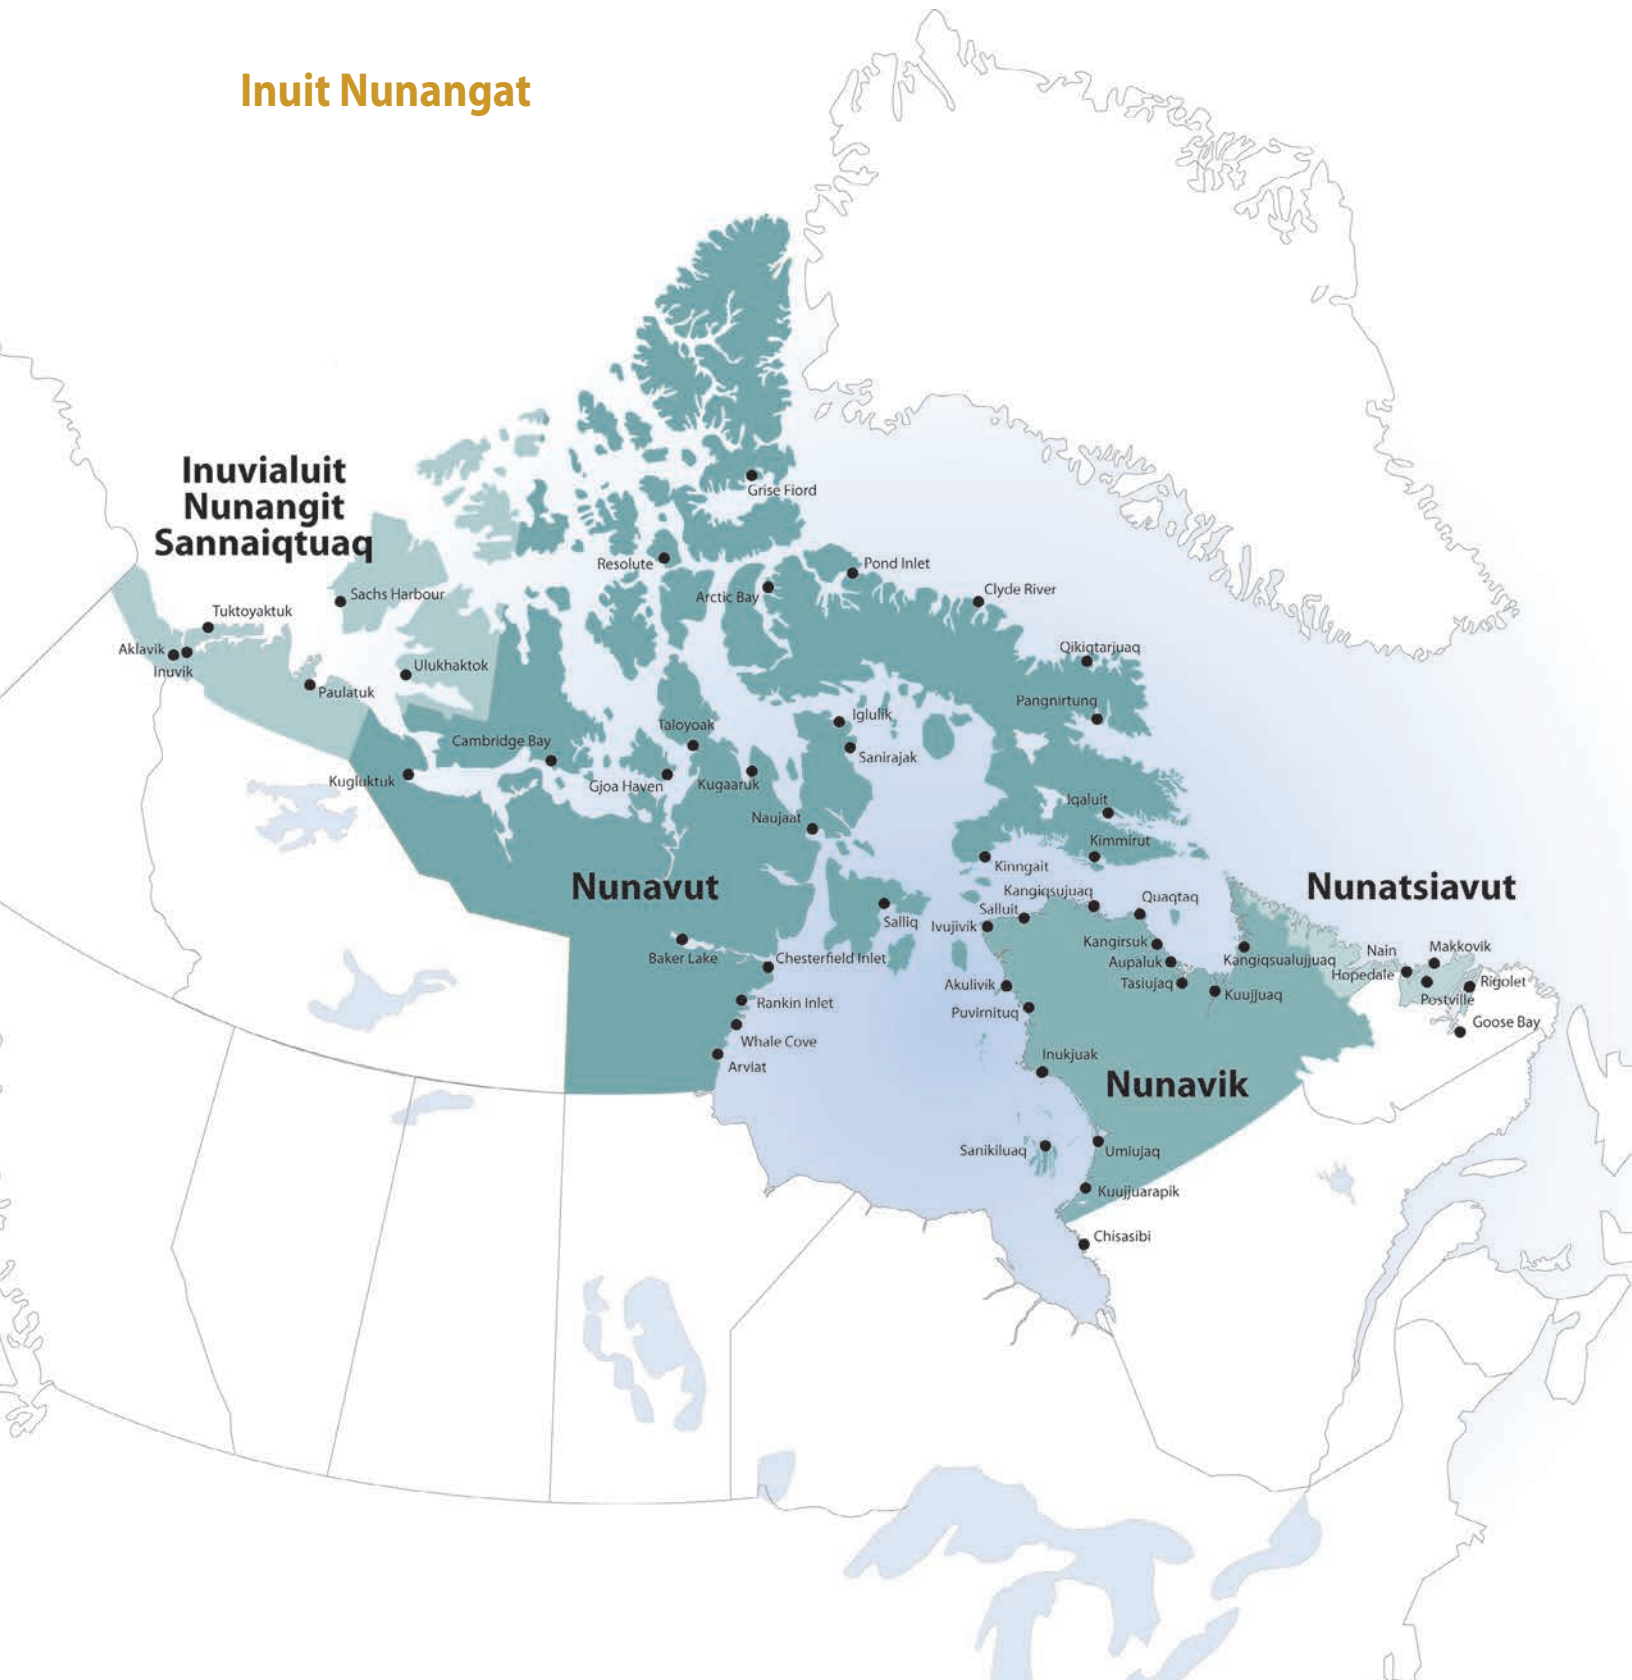 Inuit Nunangat
Inuvialuit
Nunangit
Sannaiqtuaq
Grise Fiord
Resolute
Arctic Bay
Pond Inlet
Clyde River
Sachs Harbour
Tuktoyaktuk
Aklavik
Inuvik
Paulatuk
Ulukhaktok
Qikiqtarjuaq
Pangnirtung
Iglulik
Sanirajak
Taloyoak
Cambridge Bay
Kugluktuk
Gjoa Haven
Kugaaruk
Naujaat
Iqaluit
Kimmirut
Kinngait
Nunavut
Salliq
Baker Lake
Chesterfield Inlet
Rankin Inlet
Whale Cove
Arviat
Kangiqsujuaq
Salluit
Ivujivik
Quaqtaq
Kangirsuk
Aupaluk
Tasiujaq
Kangiqsualujjuaq
Kuujjuaq
Akulivik
Puvirnituq
Inukjuak
Nunavik
Sanikiluaq
Umiujaq
Kuujjuarapik
Chisasibi
Nunatsiavut
Nain
Makkovik
Hopedale
Rigolet
Postville
Goose Bay